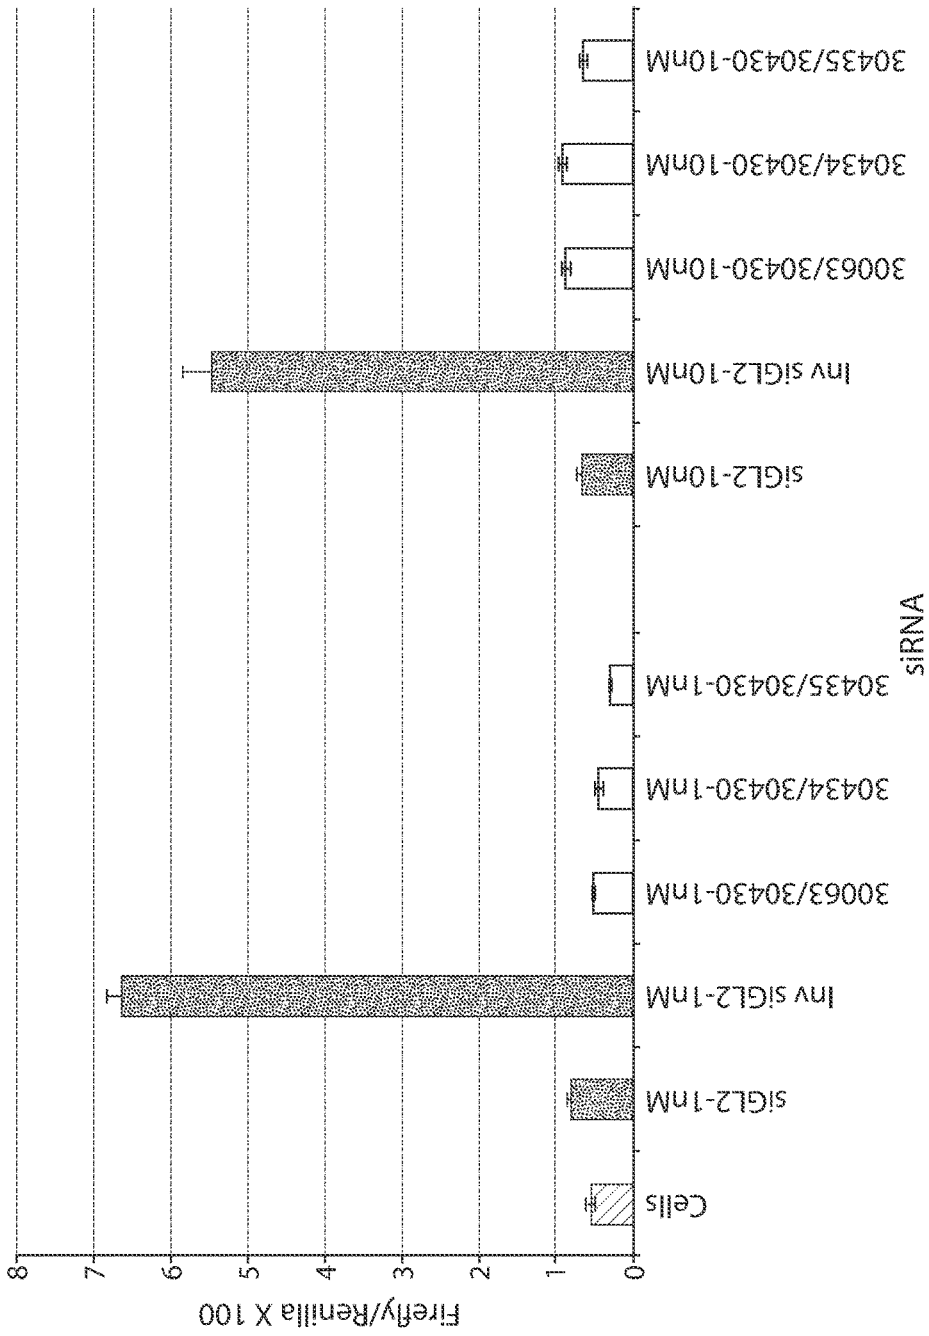 Firefly/Renilla X 100
8
7
6
5
4
3
2
1
0
Cells
siGL2-1nM
Inv siGL2-1nM
30063/30430-1nM
30434/30430-1nM
30435/30430-1nM
siGL2-10nM
Inv siGL2-10nM
30063/30430-10nM
30434/30430-10nM
30435/30430-10nM
siRNA